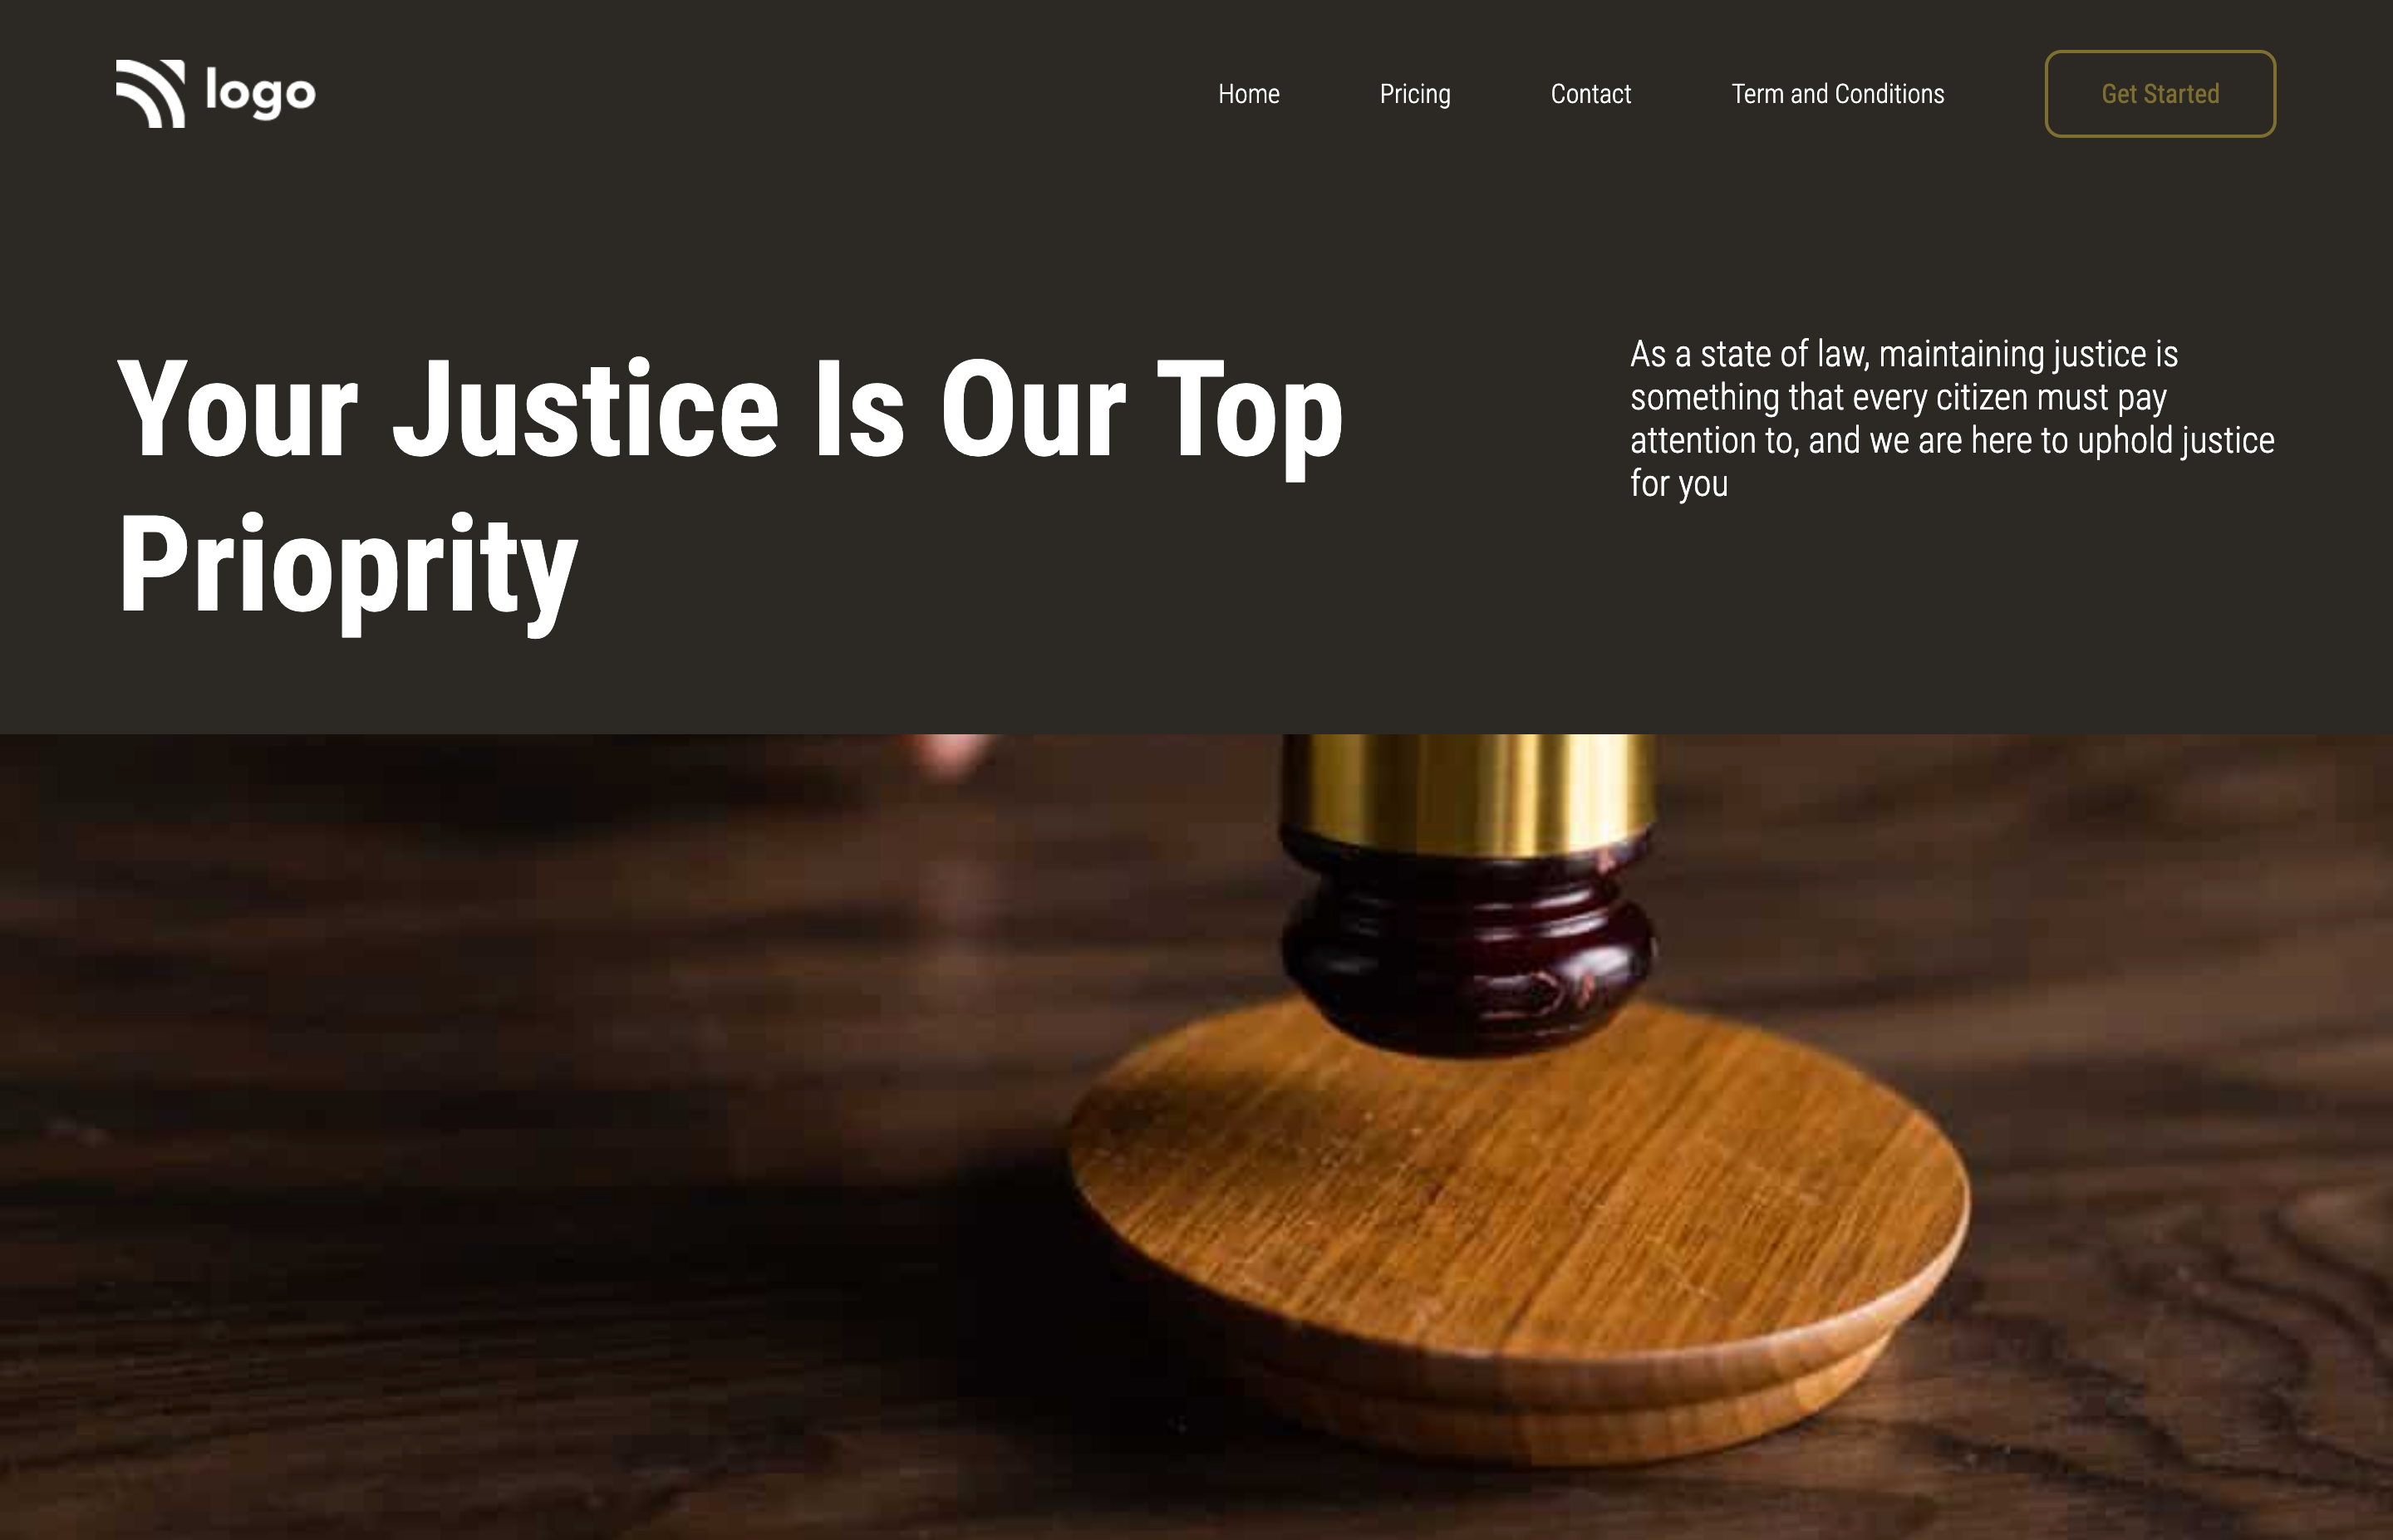 logo
Home
Pricing
Contact
Term and Conditions
Get Started
Your Justice Is Our Top
Prioprity
As a state of law, maintaining justice is
something that every citizen must pay
attention to, and we are here to uphold justice
for you